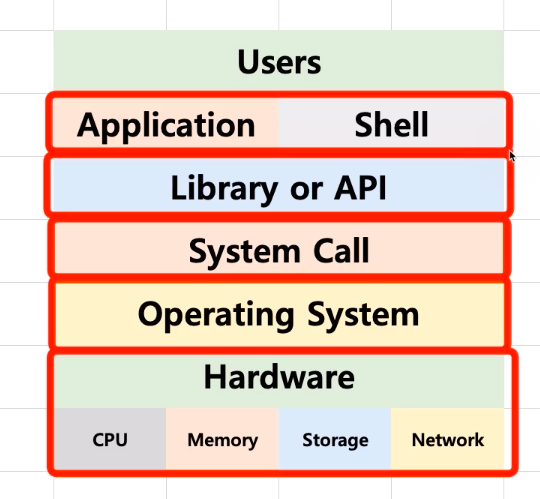 Users
Application Shell
Library or API
System Call
Operating System
Hardware
CPU Memory Storage Network